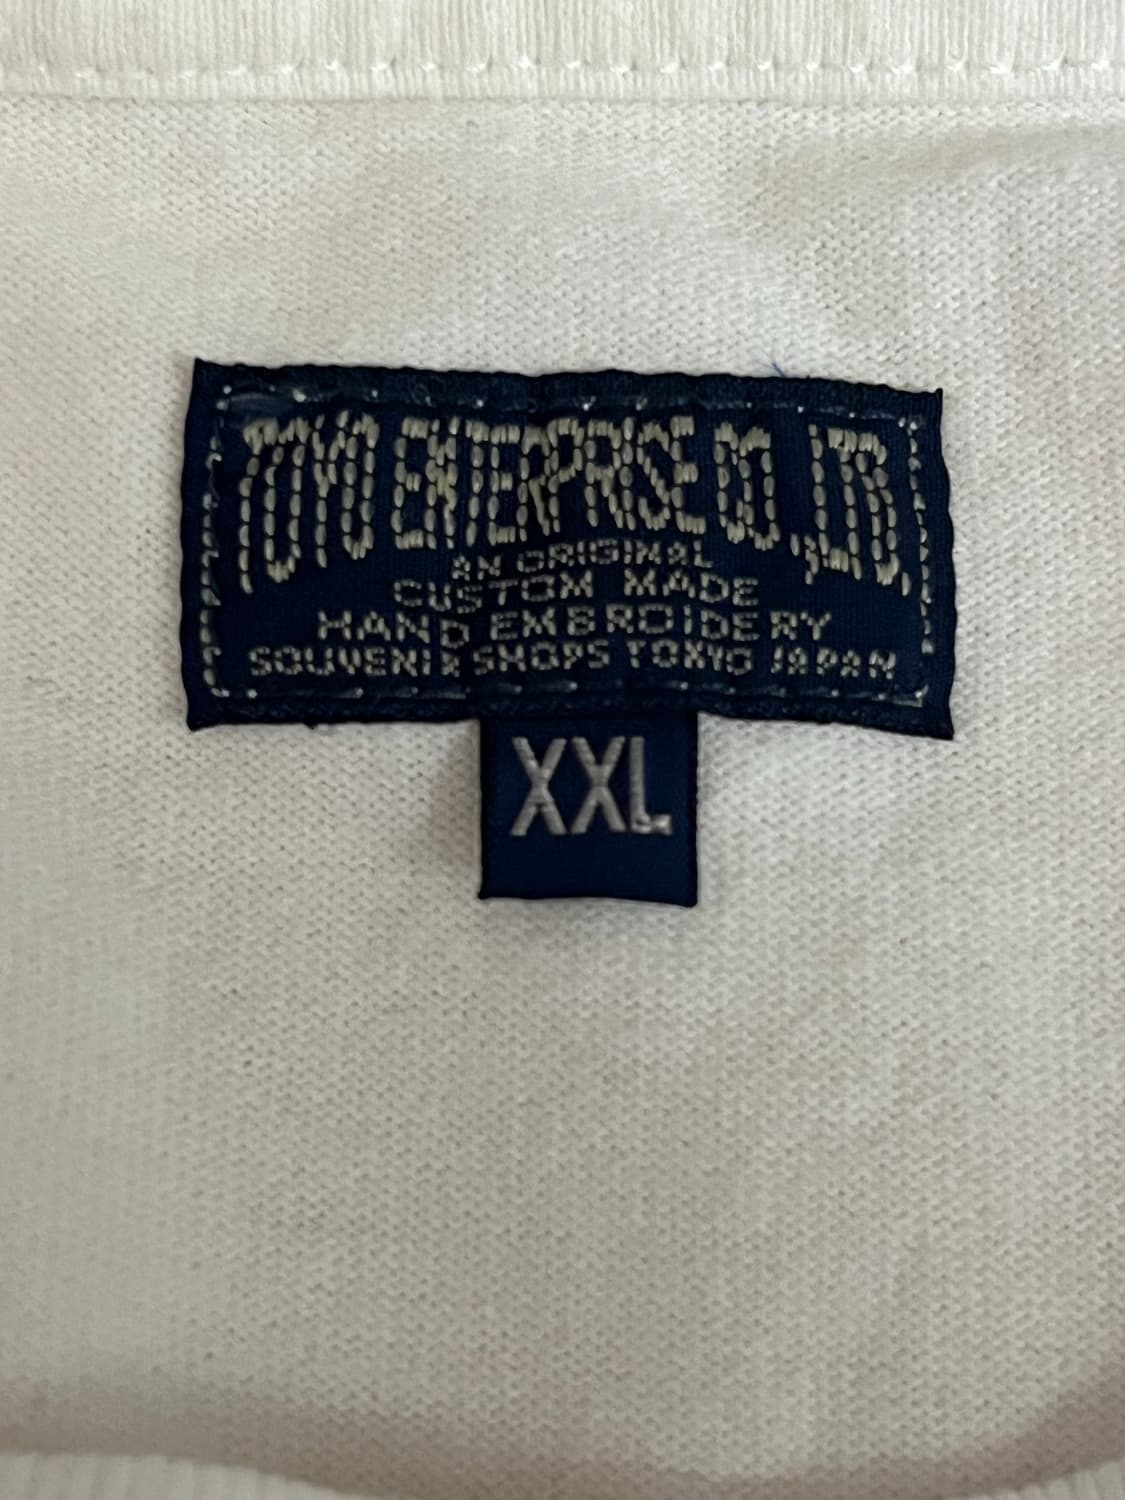 TOYO ENTERPRISE CO.,LTD.
AN ORIGINAL
CUSTOM MADE
HAND EMBROIDERY
SOUVENIR SHOPS TOKYO JAPAN
XXL